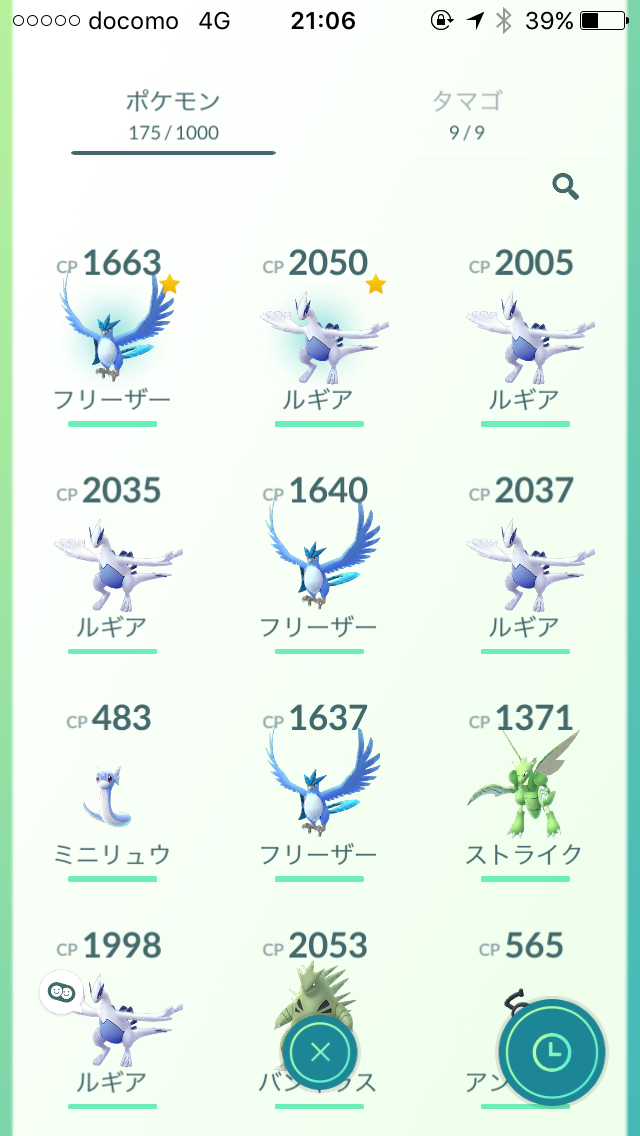 docomo 4G 21:06 39%
ポケモン タマゴ
175 / 1000 9 / 9
CP 1663 CP 2050 CP 2005
フリーザー ルギア ルギア
CP 2035 CP 1640 CP 2037
ルギア フリーザー ルギア
CP 483 CP 1637 CP 1371
ミニリュウ フリーザー ストライク
CP 1998 CP 2053 CP 565
ルギア バンギラス アン